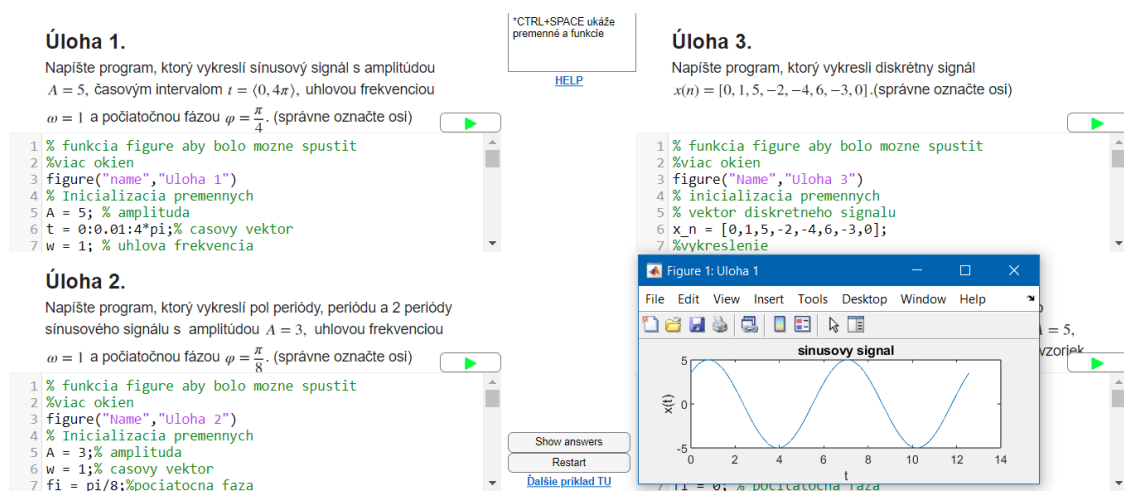 Úloha 1.
Napíšte program, ktorý vykreslí sínusový signál s amplitúdou
A = 5, časovým intervalom t = ⟨0, 4π⟩, uhlovou frekvenciou
ω = 1 a počiatočnou fázou φ = π/4. (správne označte osi)
1 % funkcia figure aby bolo mozne spustit
2 %viac okien
3 figure("name","Uloha 1")
4 % Inicializacia premennych
5 A = 5; % amplituda
6 t = 0:0.01:4*pi;% casovy vektor
7 w = 1; % uhlova frekvencia
Úloha 2.
Napíšte program, ktorý vykreslí pol periódy, periódu a 2 periódy
sínusového signálu s amplitúdou A = 3, uhlovou frekvenciou
ω = 1 a počiatočnou fázou φ = π/8. (správne označte osi)
1 % funkcia figure aby bolo mozne spustit
2 %viac okien
3 figure("Name","Uloha 2")
4 % Inicializacia premennych
5 A = 3;% amplituda
6 w = 1;% casovy vektor
7 fi = pi/8;%pociatocna faza
*CTRL+SPACE ukáže
premenné a funkcie
HELP
Show answers
Restart
Ďalšie príklad TU
Úloha 3.
Napíšte program, ktorý vykresli diskrétny signál
x(n) = [0, 1, 5, −2, −4, 6, −3, 0].(správne označte osi)
1 % funkcia figure aby bolo mozne spustit
2 %viac okien
3 figure("Name","Uloha 3")
4 % inicializacia premennych
5 % vektor diskretneho signalu
6 x_n = [0,1,5,-2,-4,6,-3,0];
7 %vykreslenie
Figure 1: Uloha 1
File Edit View Insert Tools Desktop Window Help
sinusovy signal
5
0
-5
x(t)
0 2 4 6 8 10 12 14
t
= 5,
vzoriek
7 fi = 0; % pocitatocna faza